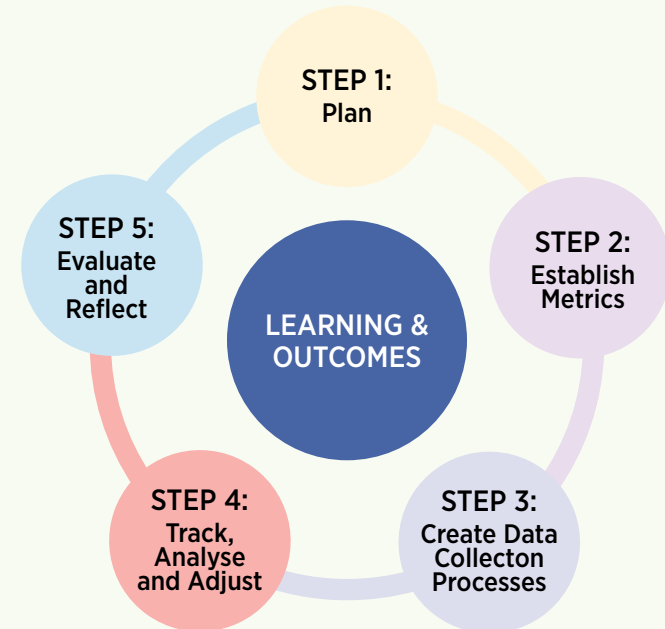 STEP 1:
Plan
STEP 2:
Establish
Metrics
STEP 3:
Create Data
Collecton
Processes
STEP 4:
Track,
Analyse
and Adjust
STEP 5:
Evaluate
and
Reflect
LEARNING &
OUTCOMES